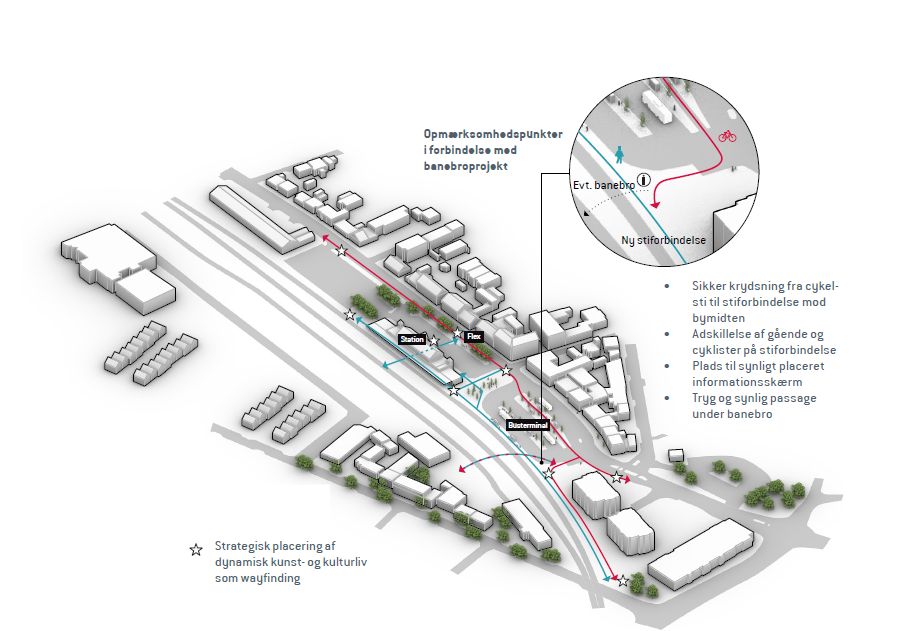 Opmærksomhedspunkter
i forbindelse med
banebroprojekt
Evt. banebro
Ny stiforbindelse
• Sikker krydsning fra cykel-
sti til stiforbindelse mod
bymidten
• Adskillelse af gående og
cyklister på stiforbindelse
• Plads til synligt placeret
informationsskærm
• Tryg og synlig passage
under banebro
Station
Flex
Busterminal
Strategisk placering af
dynamisk kunst- og kulturliv
som wayfinding